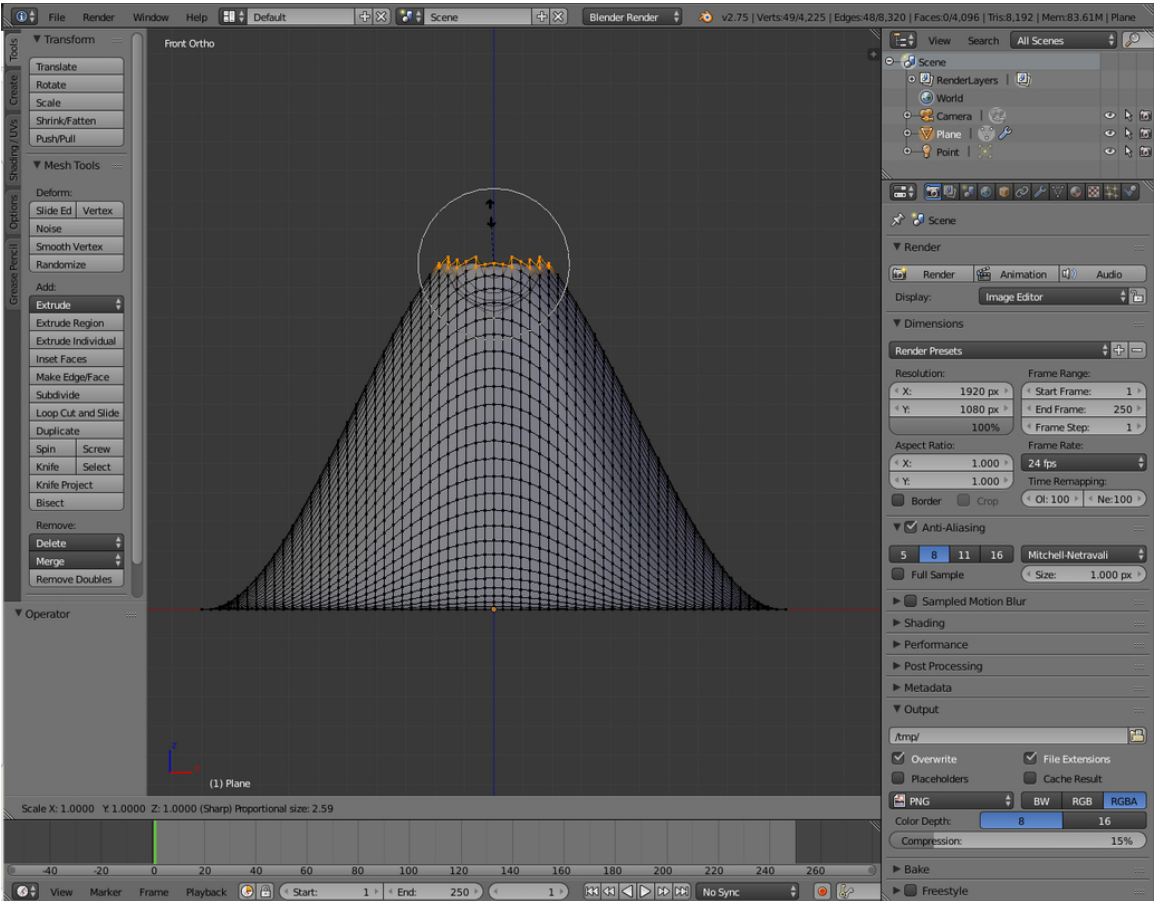 File Render Window Help Default Scene Blender Render v2.75 | Verts:49/4,225 | Edges:48/8,320 | Faces:0/4,096 | Tris:8,192 | Mem:83.61M | Plane
Tools
Create
Shading / UVs
Options
Grease Pencil
Transform
Translate
Rotate
Scale
Shrink/Fatten
Push/Pull
Mesh Tools
Deform:
Slide Ed Vertex
Noise
Smooth Vertex
Randomize
Add:
Extrude
Extrude Region
Extrude Individual
Inset Faces
Make Edge/Face
Subdivide
Loop Cut and Slide
Duplicate
Spin Screw
Knife Select
Knife Project
Bisect
Remove:
Delete
Merge
Remove Doubles
Operator
Front Ortho
z
(1) Plane
Scale X: 1.0000 Y: 1.0000 Z: 1.0000 (Sharp) Proportional size: 2.59
-40 -20 0 20 40 60 80 100 120 140 160 180 200 220 240 260
View Marker Frame Playback Start: 1 End: 250 1 No Sync
View Search All Scenes
Scene
RenderLayers |
World
Camera |
Plane |
Point |
Scene
Render
Render Animation Audio
Display: Image Editor
Dimensions
Render Presets
Resolution: Frame Range:
X: 1920 px Start Frame: 1
Y: 1080 px End Frame: 250
100% Frame Step: 1
Aspect Ratio: Frame Rate:
X: 1.000 24 fps
Y: 1.000 Time Remapping:
Border Crop Ol: 100 Ne:100
Anti-Aliasing
5 8 11 16 Mitchell-Netravali
Full Sample Size: 1.000 px
Sampled Motion Blur
Shading
Performance
Post Processing
Metadata
Output
/tmp/
Overwrite File Extensions
Placeholders Cache Result
PNG BW RGB RGBA
Color Depth: 8 16
Compression: 15%
Bake
Freestyle